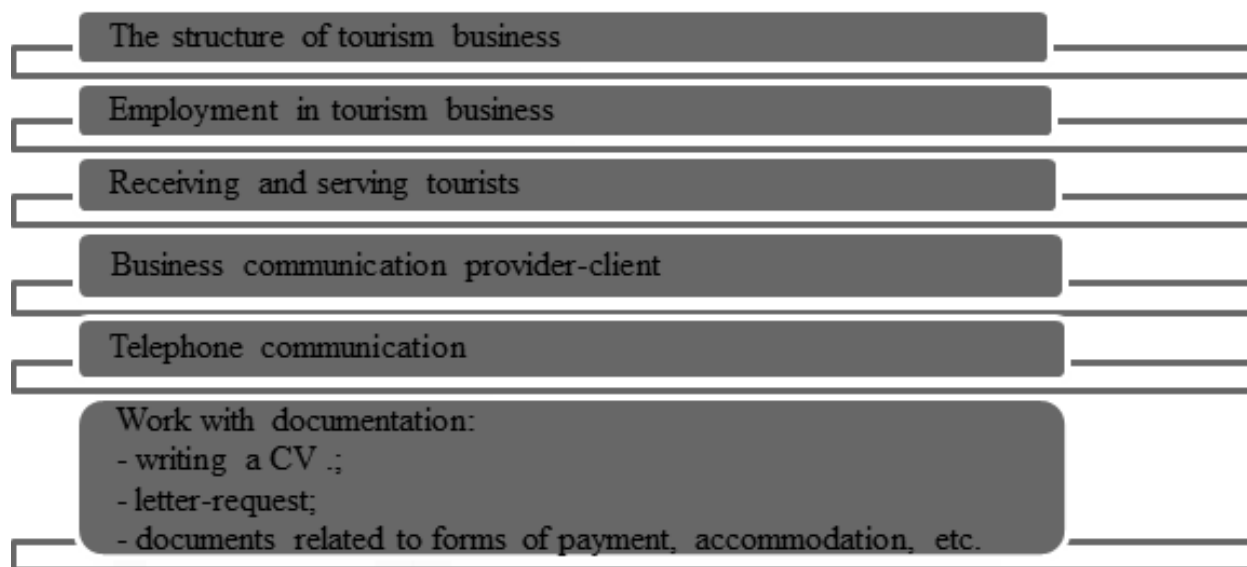 The structure of tourism business
Employment in tourism business
Receiving and serving tourists
Business communication provider-client
Telephone communication
Work with documentation:
- writing a CV .;
- letter-request;
- documents related to forms of payment, accommodation, etc.